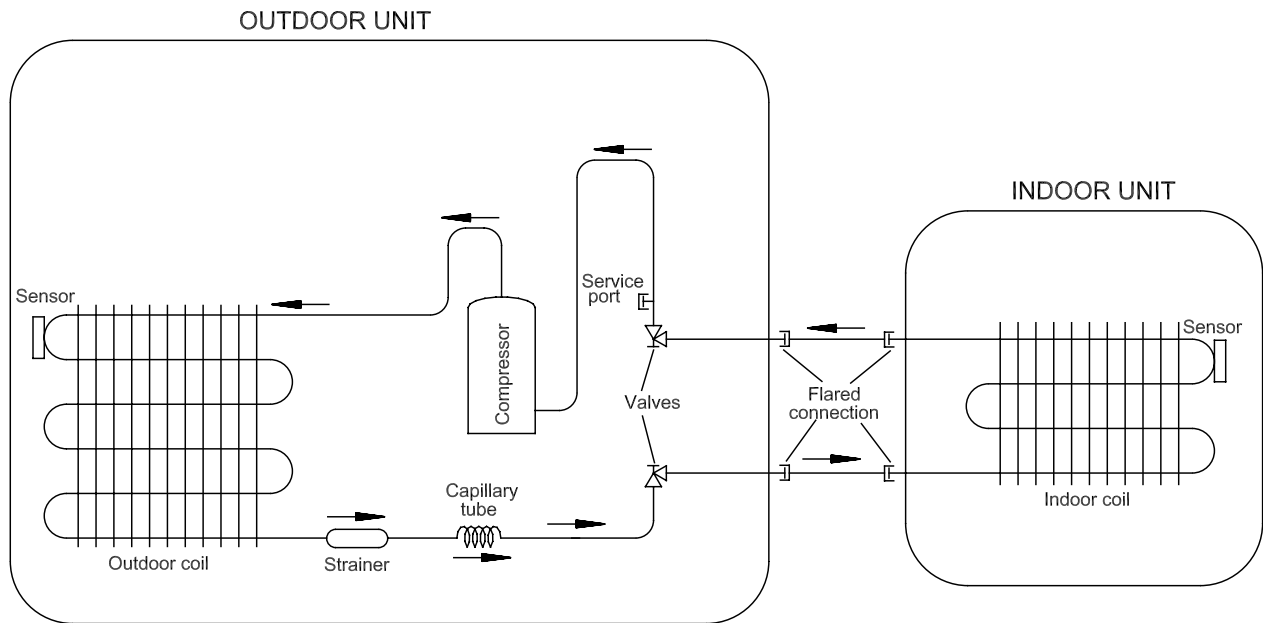 OUTDOOR UNIT
INDOOR UNIT
Sensor
Service
port
Compressor
Valves
Flared
connection
Sensor
Capillary
tube
Indoor coil
Outdoor coil
Strainer